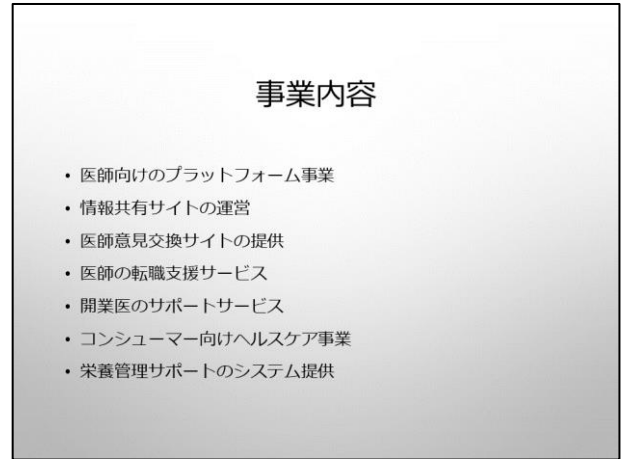 事業内容
• 医師向けのプラットフォーム事業
• 情報共有サイトの運営
• 医師意見交換サイトの提供
• 医師の転職支援サービス
• 開業医のサポートサービス
• コンシューマー向けヘルスケア事業
• 栄養管理サポートのシステム提供